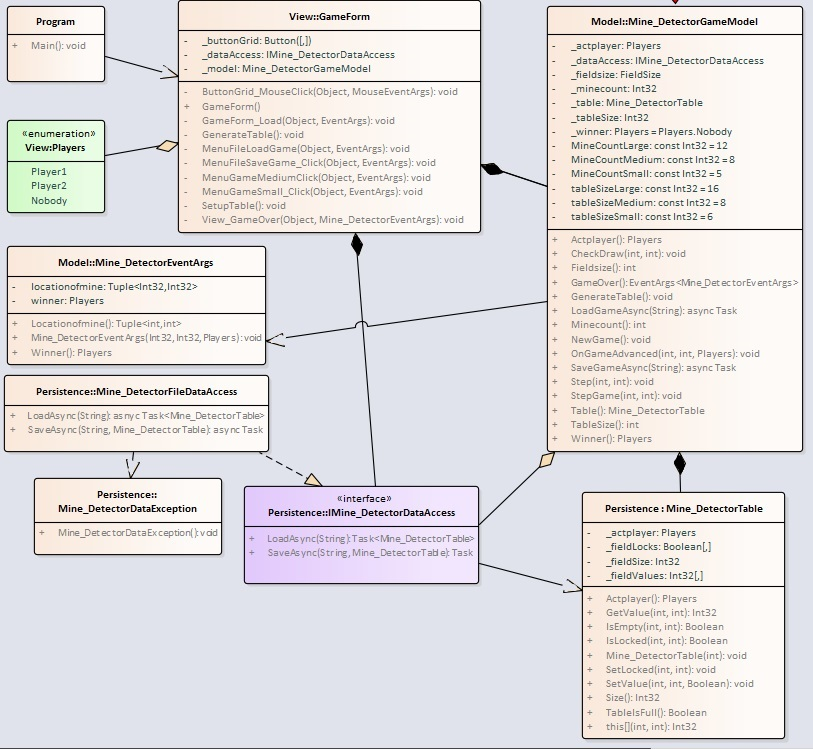 Program
+ Main(): void
View::GameForm
- _buttonGrid: Button([,])
- _dataAccess: IMine_DetectorDataAccess
- _model: Mine_DetectorGameModel
- ButtonGrid_MouseClick(Object, MouseEventArgs): void
+ GameForm()
- GameForm_Load(Object, EventArgs): void
- GenerateTable(): void
- MenuFileLoadGame(Object, EventArgs): void
- MenuFileSaveGame_Click(Object, EventArgs): void
- MenuGameMediumClick(Object, EventArgs): void
- MenuGameSmall_Click(Object, EventArgs): void
- SetupTable(): void
- View_GameOver(Object, Mine_DetectorEventArgs): void
«enumeration»
View:Players
Player1
Player2
Nobody
Model::Mine_DetectorGameModel
- _actplayer: Players
- _dataAccess: IMine_DetectorDataAccess
- _fieldsize: FieldSize
- _minecount: Int32
- _table: Mine_DetectorTable
- _tableSize: Int32
- _winner: Players = Players.Nobody
- MineCountLarge: const Int32 = 12
- MineCountMedium: const Int32 = 8
- MineCountSmall: const Int32 = 5
- tableSizeLarge: const Int32 = 16
- tableSizeMedium: const Int32 = 8
- tableSizeSmall: const Int32 = 6
+ Actplayer(): Players
+ CheckDraw(int, int): void
+ Fieldsize(): int
+ GameOver(): EventArgs<Mine_DetectorEventArgs>
+ GenerateTable(): void
+ LoadGameAsync(String): async Task
+ Minecount(): int
+ NewGame(): void
+ OnGameAdvanced(int, int, Players): void
+ SaveGameAsync(String): async Task
+ Step(int, int): void
+ StepGame(int, int): void
+ Table(): Mine_DetectorTable
+ TableSize(): int
+ Winner(): Players
Model::Mine_DetectorEventArgs
- locationofmine: Tuple<Int32,Int32>
- winner: Players
+ Locationofmine(): Tuple<int,int>
+ Mine_DetectorEventArgs(Int32, Int32, Players): void
+ Winner(): Players
Persistence::Mine_DetectorFileDataAccess
+ LoadAsync(String): async Task<Mine_DetectorTable>
+ SaveAsync(String, Mine_DetectorTable): async Task
Persistence::
Mine_DetectorDataException
+ Mine_DetectorDataException():void
«interface»
Persistence::IMine_DetectorDataAccess
+ LoadAsync(String): Task<Mine_DetectorTable>
+ SaveAsync(String, Mine_DetectorTable): Task
Persistence : Mine_DetectorTable
- _actplayer: Players
- _fieldLocks: Boolean[,]
- _fieldSize: Int32
- _fieldValues: Int32[,]
+ Actplayer(): Players
+ GetValue(int, int): Int32
+ IsEmpty(int, int): Boolean
+ IsLocked(int, int): Boolean
+ Mine_DetectorTable(int): void
+ SetLocked(int, int): void
+ SetValue(int, int, Boolean): void
+ Size(): Int32
+ TableIsFull(): Boolean
+ this[](int, int): Int32